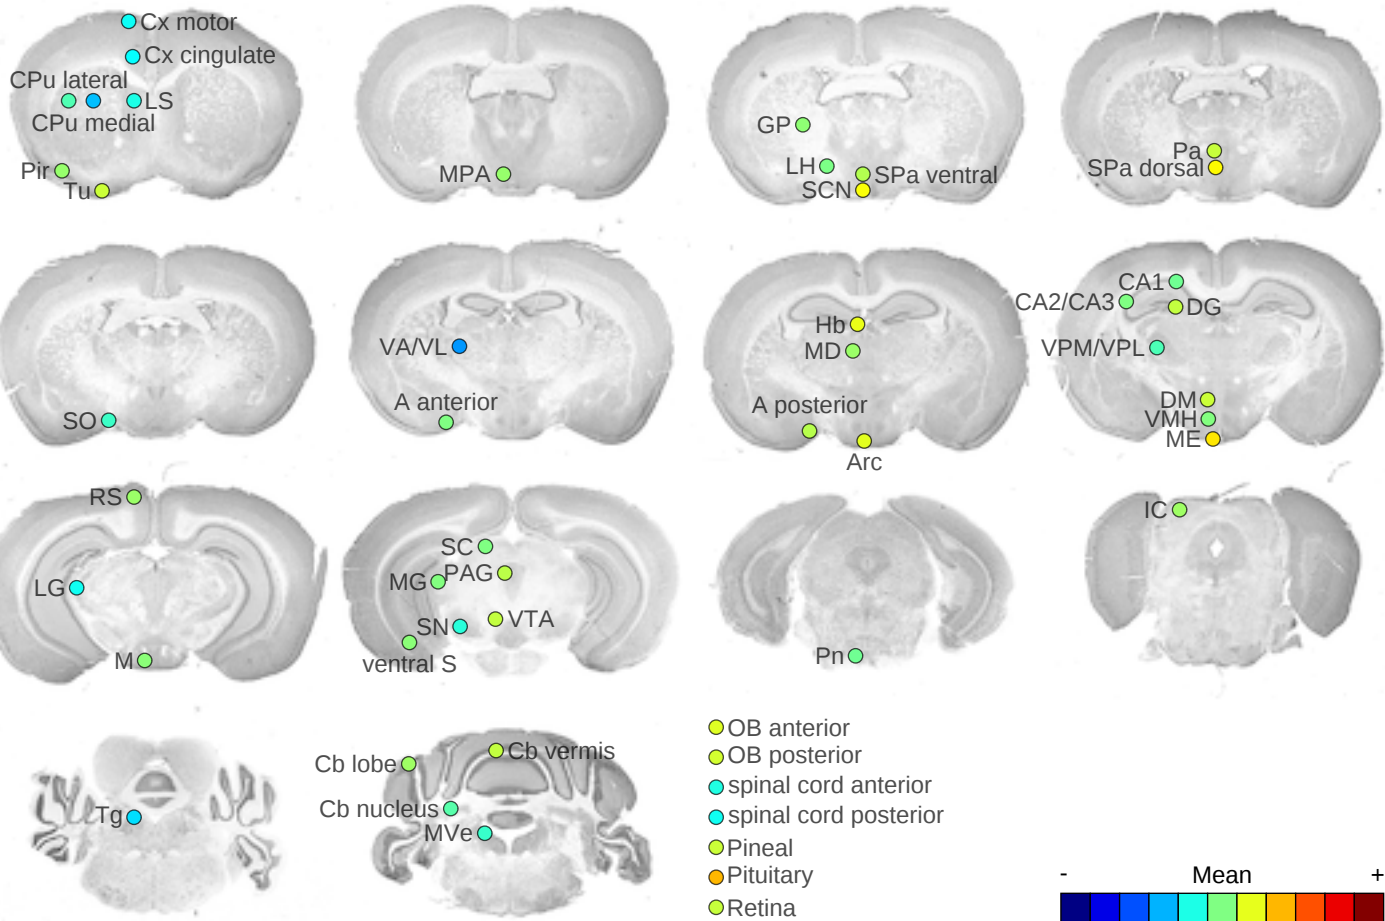 Cx motor
Cx cingulate
CPu lateral
LS
CPu medial
Pir
Tu
MPA
GP
LH
SPa ventral
SCN
Pa
SPa dorsal
SO
VA/VL
A anterior
Hb
MD
A posterior
Arc
CA1
CA2/CA3
DG
VPM/VPL
DM
VMH
ME
RS
LG
M
SC
MG
PAG
SN
VTA
ventral S
Pn
IC
Tg
Cb lobe
Cb vermis
Cb nucleus
MVe
OB anterior
OB posterior
spinal cord anterior
spinal cord posterior
Pineal
Pituitary
Retina
- Mean +